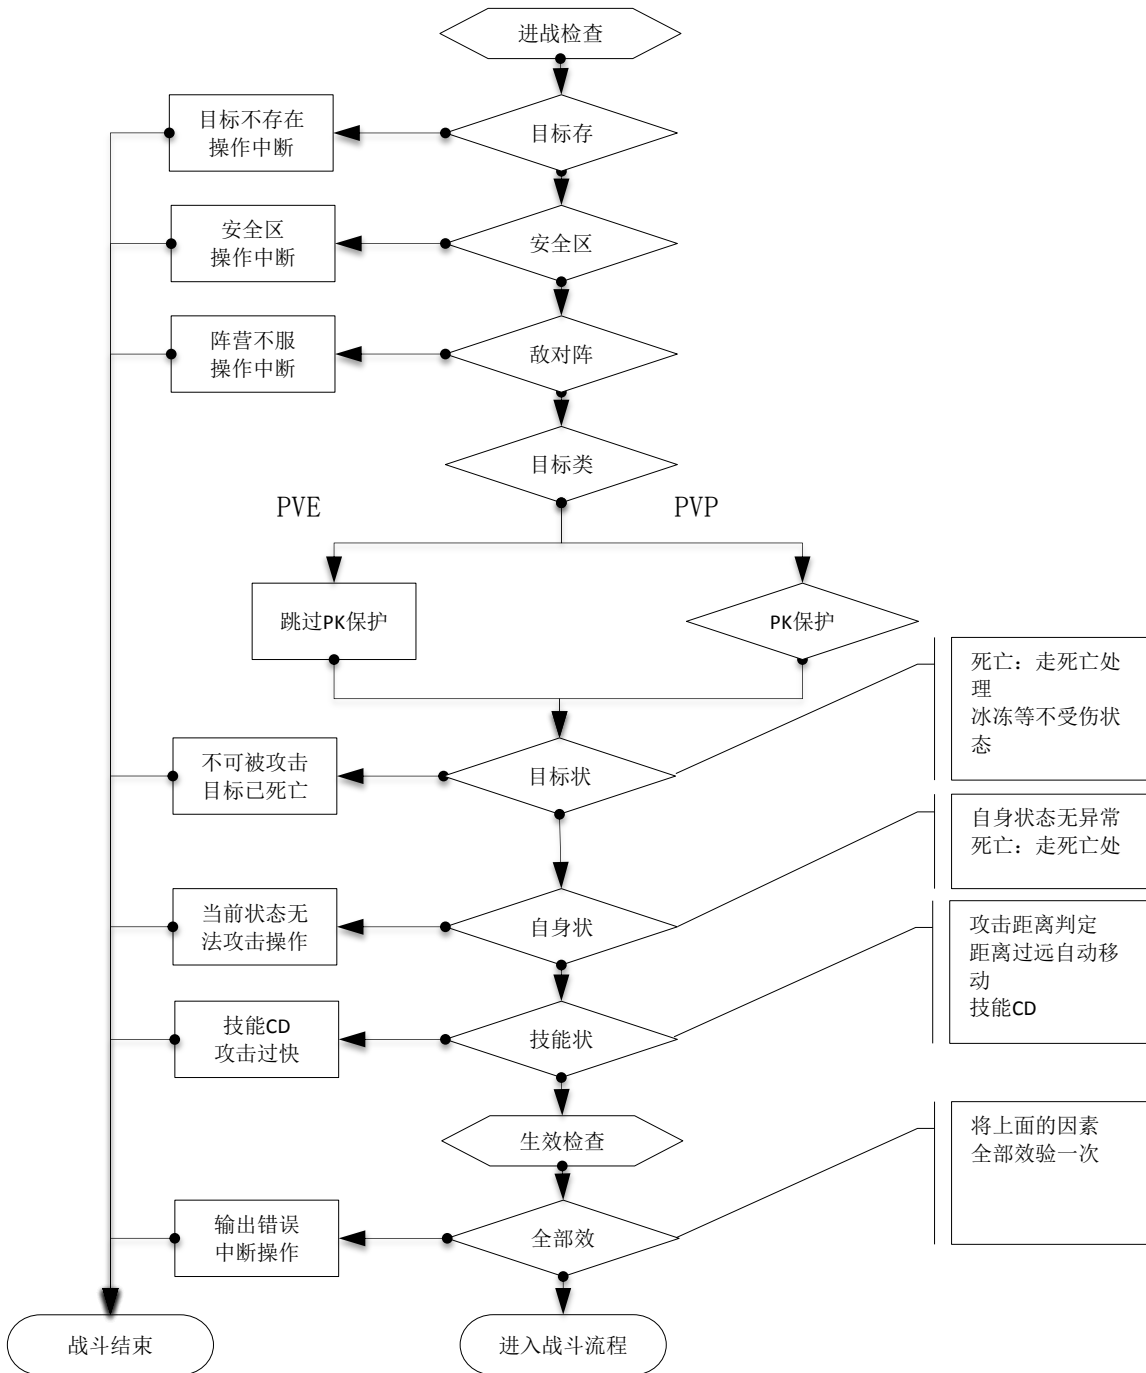 进战检查
目标不存在
操作中断
目标存
安全区
操作中断
安全区
阵营不服
操作中断
敌对阵
目标类
PVE
PVP
跳过PK保护
PK保护
死亡：走死亡处
理
冰冻等不受伤状
态
不可被攻击
目标已死亡
目标状
自身状态无异常
死亡：走死亡处
当前状态无
法攻击操作
自身状
攻击距离判定
距离过远自动移
动
技能CD
技能CD
攻击过快
技能状
生效检查
将上面的因素
全部效验一次
输出错误
中断操作
全部效
战斗结束
进入战斗流程